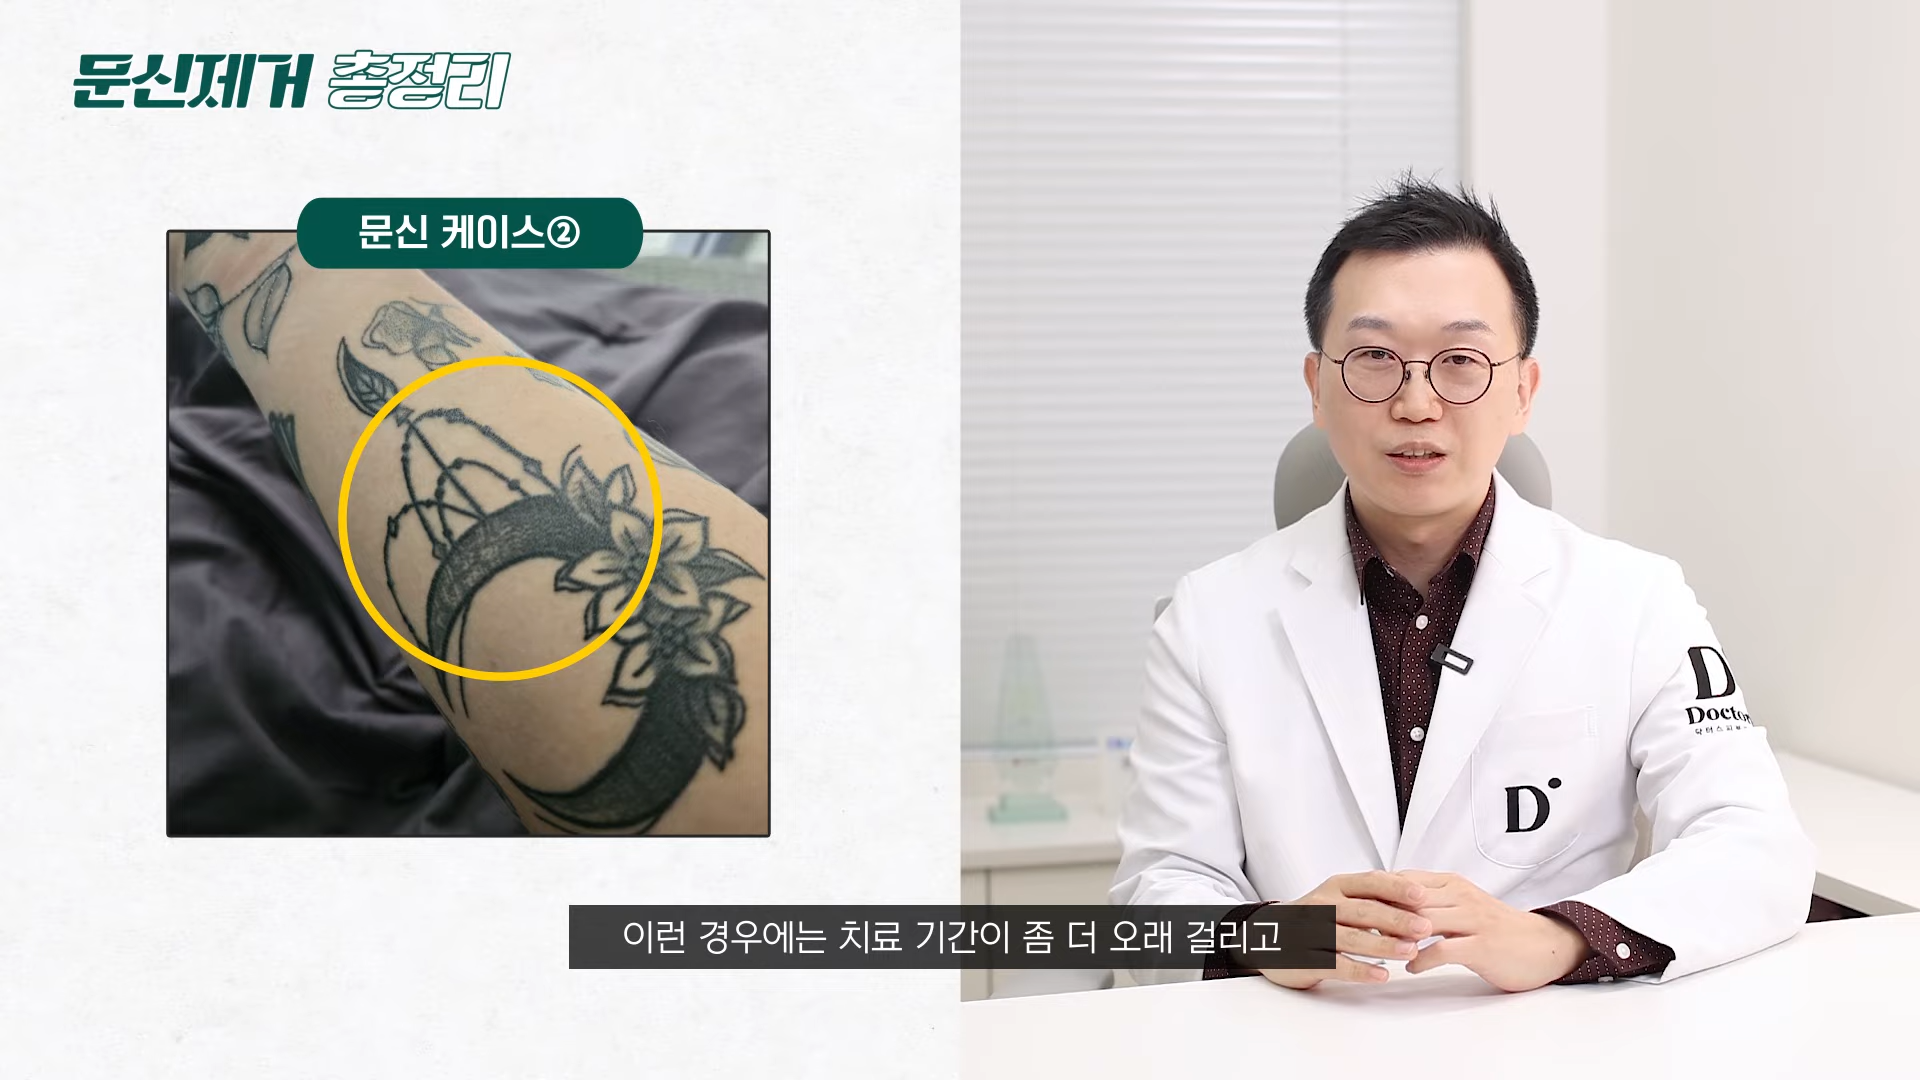 문신제거 총정리
문신 케이스②
D
Doctor
D
이런 경우에는 치료 기간이 좀 더 오래 걸리고